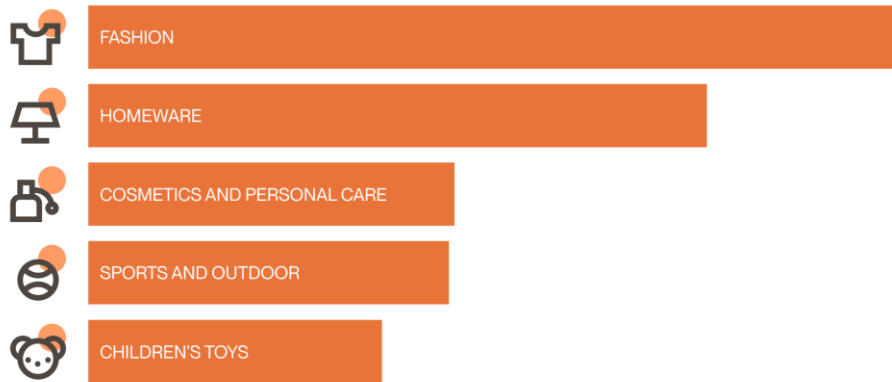 FASHION
HOMEWARE
COSMETICS AND PERSONAL CARE
SPORTS AND OUTDOOR
CHILDREN'S TOYS